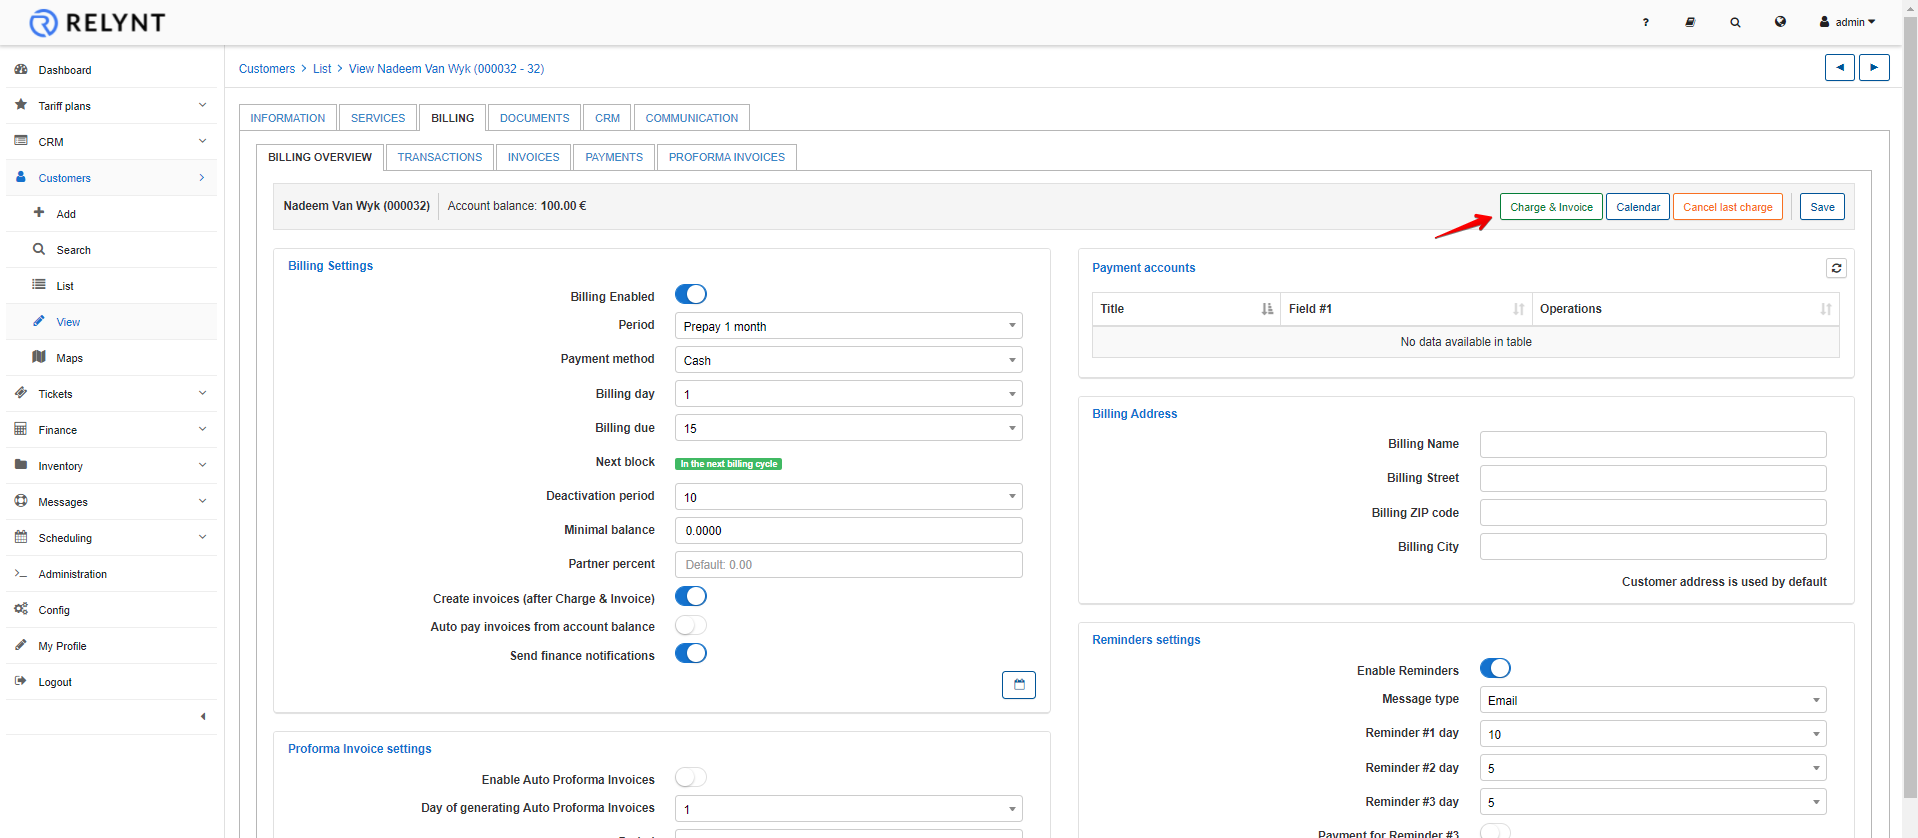 RELYNT
?
admin
Dashboard
Tariff plans
CRM
Customers
Add
Search
List
View
Maps
Tickets
Finance
Inventory
Messages
Scheduling
Administration
Config
My Profile
Logout
Customers > List > View Nadeem Van Wyk (000032 - 32)
INFORMATION SERVICES BILLING DOCUMENTS CRM COMMUNICATION
BILLING OVERVIEW TRANSACTIONS INVOICES PAYMENTS PROFORMA INVOICES
Nadeem Van Wyk (000032) Account balance: 100.00 € Charge & Invoice Calendar Cancel last charge Save
Billing Settings
Billing Enabled
Period Prepay 1 month
Payment method Cash
Billing day 1
Billing due 15
Next block In the next billing cycle
Deactivation period 10
Minimal balance 0.0000
Partner percent Default: 0.00
Create invoices (after Charge & Invoice)
Auto pay invoices from account balance
Send finance notifications
Proforma Invoice settings
Enable Auto Proforma Invoices
Day of generating Auto Proforma Invoices 1
Payment accounts
Title Field #1 Operations
No data available in table
Billing Address
Billing Name
Billing Street
Billing ZIP code
Billing City
Customer address is used by default
Reminders settings
Enable Reminders
Message type Email
Reminder #1 day 10
Reminder #2 day 5
Reminder #3 day 5
Payment for Reminder #3